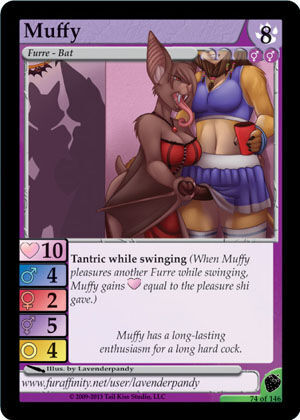 Muffy
8
Furre - Bat
10
4
2
5
4
Tantric while swinging (When Muffy
pleasures another Furre while swinging,
Muffy gains equal to the pleasure shi
gave.)
Muffy has a long-lasting
enthusiasm for a long hard cock.
Illus. by Lavenderpandy
www.furaffinity.net/user/lavenderpandy
© 2009-2013 Tail Kise Studio, LLC
74 of 146